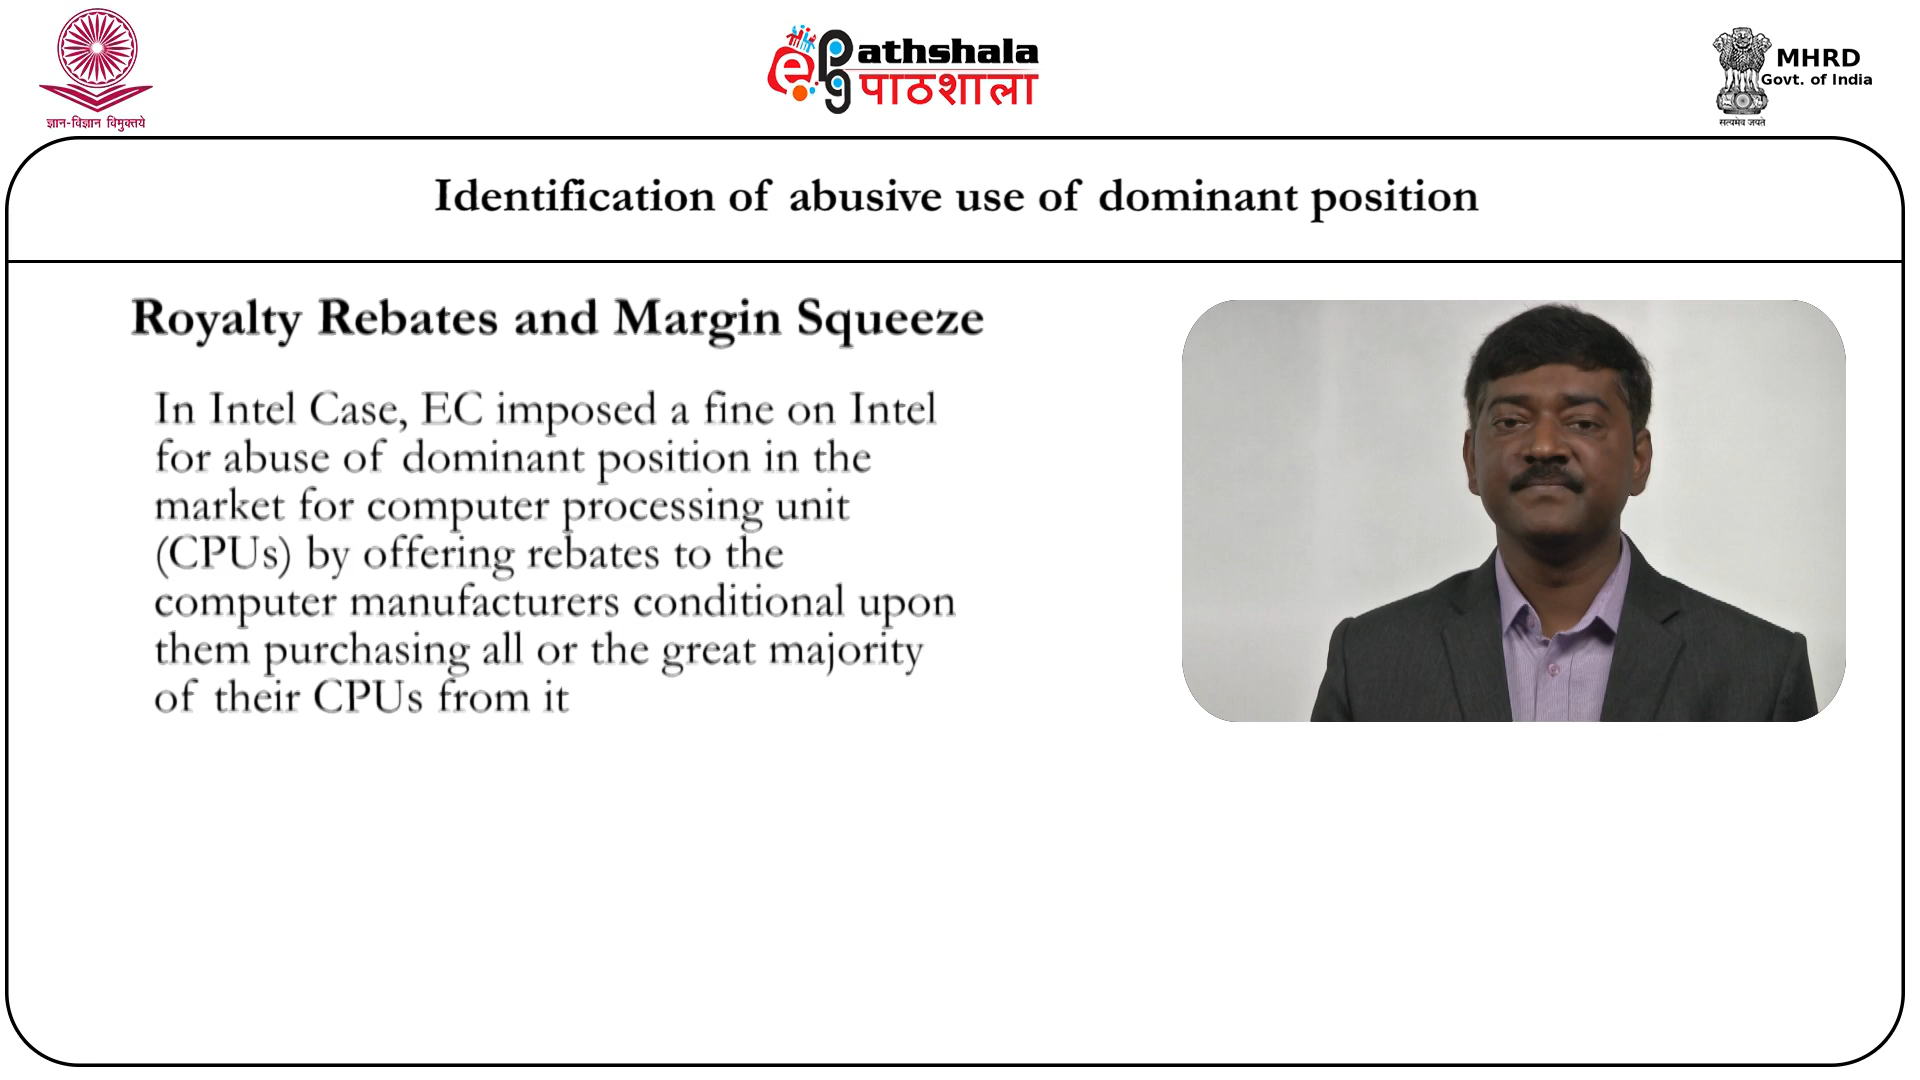 ज्ञान-विज्ञान विमुक्तये
e pg Pathshala
पाठशाला
MHRD
Govt. of India
सत्यमेव जयते
Identification of abusive use of dominant position
Royalty Rebates and Margin Squeeze
In Intel Case, EC imposed a fine on Intel
for abuse of dominant position in the
market for computer processing unit
(CPUs) by offering rebates to the
computer manufacturers conditional upon
them purchasing all or the great majority
of their CPUs from it